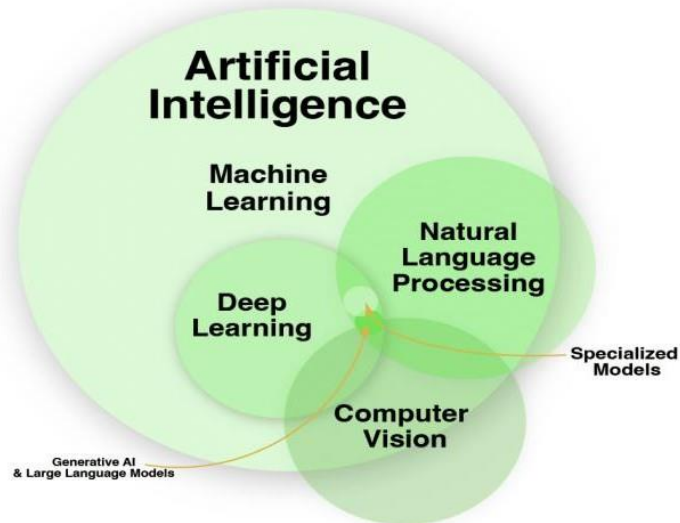 Artificial
Intelligence
Machine
Learning
Natural
Language
Processing
Deep
Learning
Specialized
Models
Computer
Vision
Generative AI
& Large Language Models